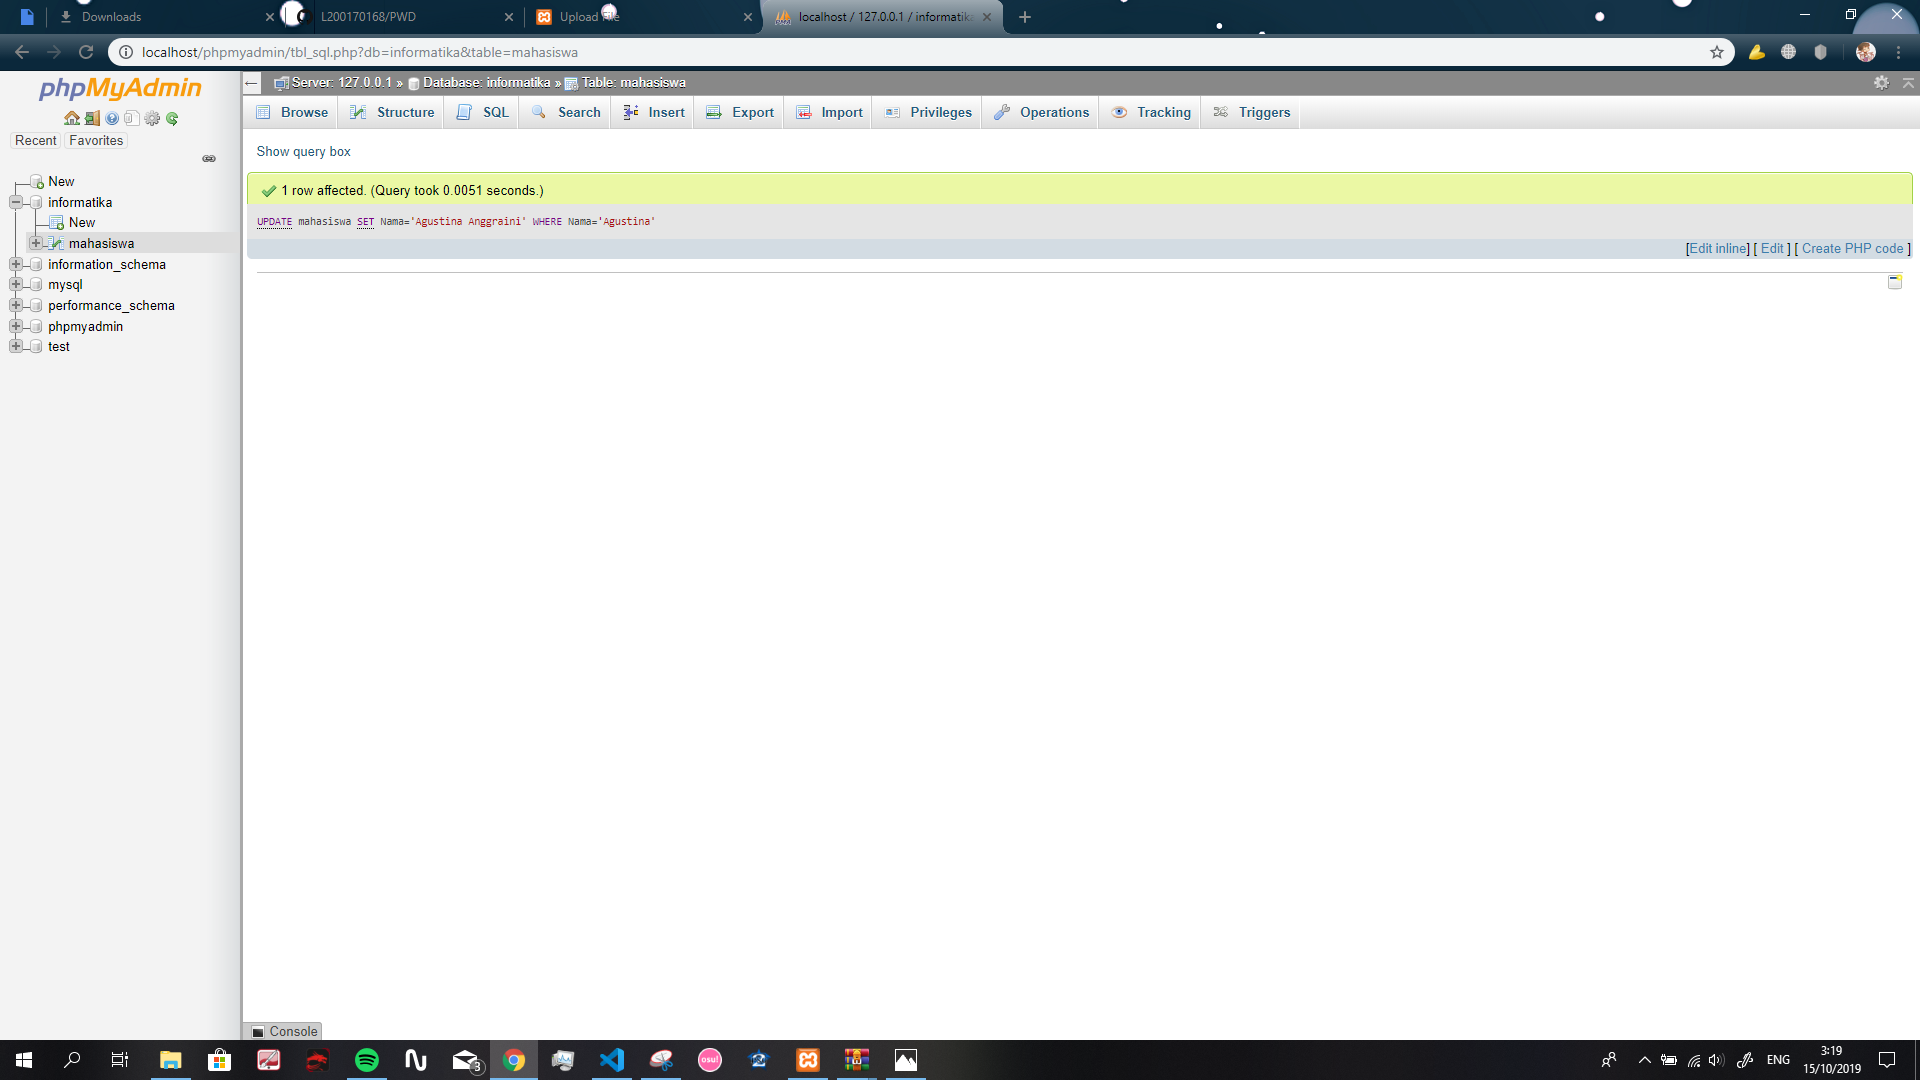 Downloads
L200170168/PWD
Upload File
localhost / 127.0.0.1 / informatika
localhost/phpmyadmin/tbl_sql.php?db=informatika&table=mahasiswa
phpMyAdmin
Recent
Favorites
New
informatika
New
mahasiswa
information_schema
mysql
performance_schema
phpmyadmin
test
Server: 127.0.0.1 » Database: informatika » Table: mahasiswa
Browse Structure SQL Search Insert Export Import Privileges Operations Tracking Triggers
Show query box
1 row affected. (Query took 0.0051 seconds.)
UPDATE mahasiswa SET Nama='Agustina Anggraini' WHERE Nama='Agustina'
[Edit inline] [ Edit ] [ Create PHP code ]
Console
3
osu!
ENG
3:19
15/10/2019